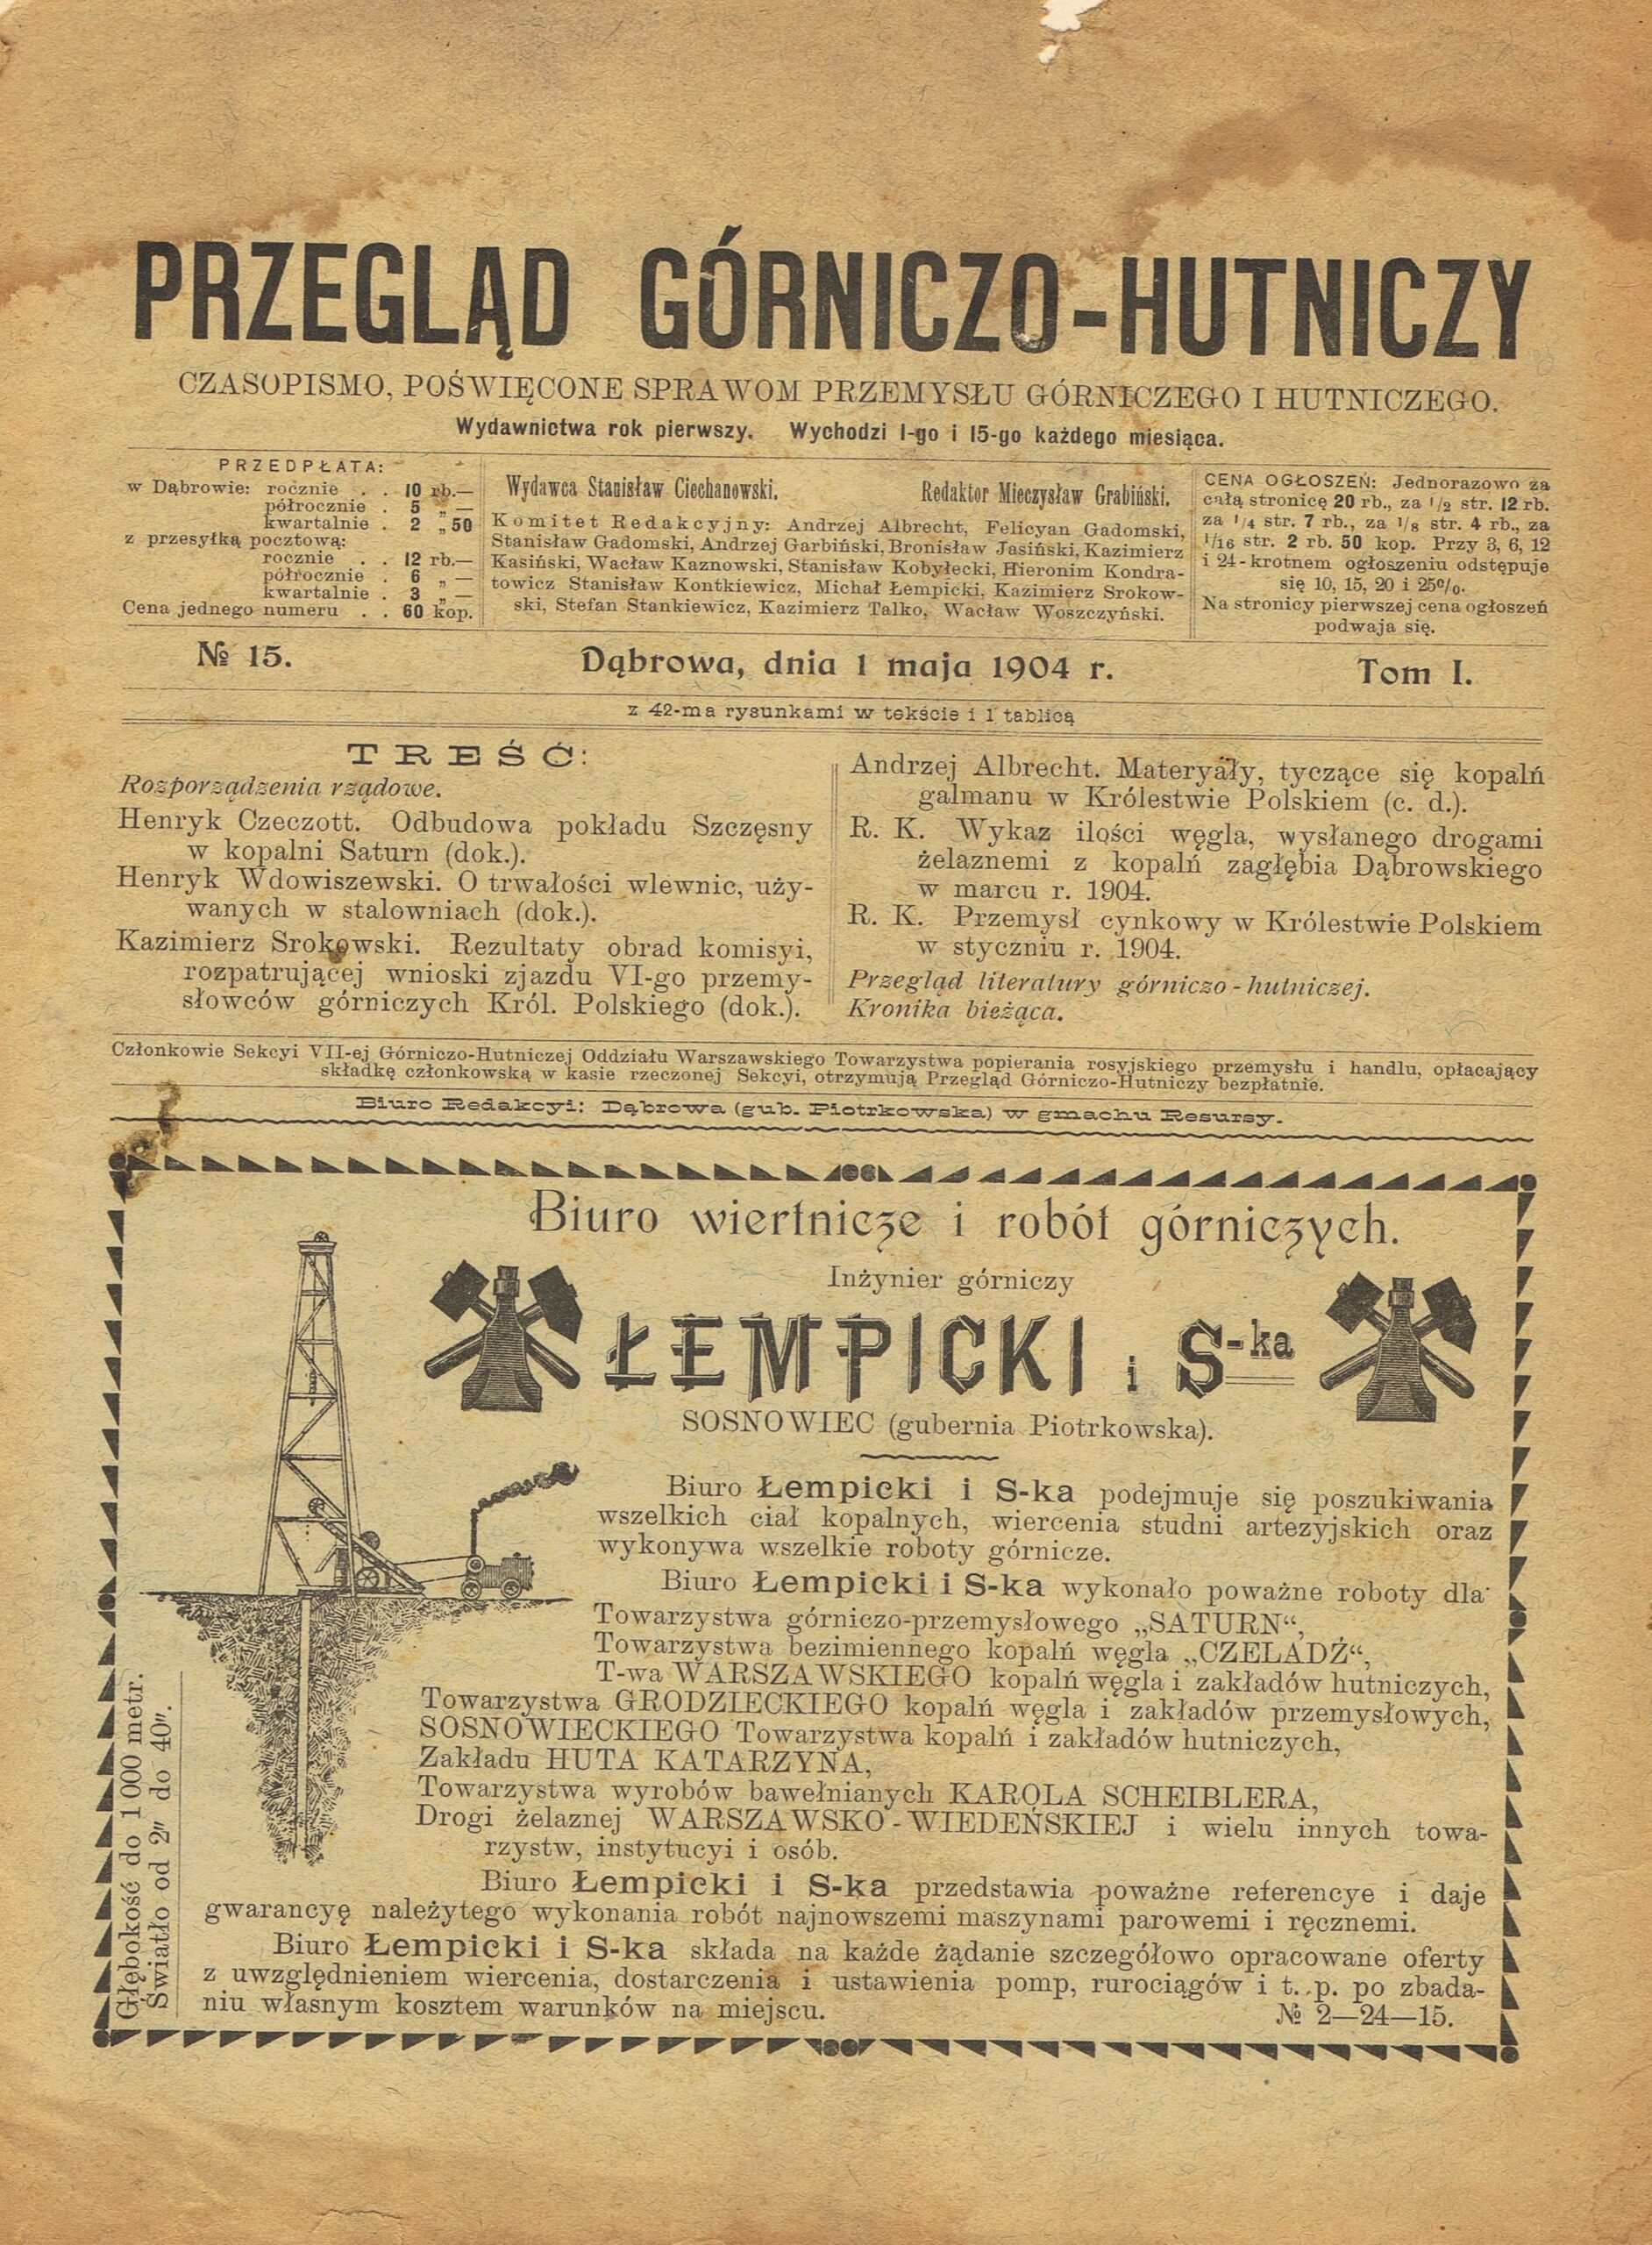 PRZEGLĄD GÓRNICZO-HUTNICZY
CZASOPISMO, POŚWIĘCONE SPRAWOM PRZEMYSŁU GÓRNICZEGO I HUTNICZEGO.
Wydawnictwa rok pierwszy. Wychodzi 1-go i 15-go każdego miesiąca.
PRZEDPŁATA:
w Dąbrowie: rocznie . . 10 rb.—
półrocznie . 5 „ —
kwartalnie . 2 „ 50
z przesyłką pocztową:
rocznie . . 12 rb.—
półrocznie . 6 „ —
kwartalnie . 3 „ —
Cena jednego numeru . . 60 kop.
Wydawca Stanisław Ciechanowski. Redaktor Mieczysław Grabiński.
Komitet Redakcyjny: Andrzej Albrecht, Felicyan Gadomski,
Stanisław Gadomski, Andrzej Garbiński, Bronisław Jasiński, Kazimierz
Kasiński, Wacław Kaznowski, Stanisław Kobyłecki, Hieronim Kondra-
towicz Stanisław Kontkiewicz, Michał Łempicki, Kazimierz Srokow-
ski, Stefan Stankiewicz, Kazimierz Talko, Wacław Woszczyński.
CENA OGŁOSZEŃ: Jednorazowo za
całą stronicę 20 rb., za 1/2 str. 12 rb.
za 1/4 str. 7 rb., za 1/8 str. 4 rb., za
1/16 str. 2 rb. 50 kop. Przy 3, 6, 12
i 24-krotnem ogłoszeniu odstępuje
się 10, 15, 20 i 25%.
Na stronicy pierwszej cena ogłoszeń
podwaja się.
№ 15. Dąbrowa, dnia 1 maja 1904 r. Tom I.
z 42-ma rysunkami w tekście i 1 tablicą
TREŚĆ:
Rozporządzenia rządowe.
Henryk Czeczott. Odbudowa pokładu Szczęsny
w kopalni Saturn (dok.).
Henryk Wdowiszewski. O trwałości wlewnic, uży-
wanych w stalowniach (dok.).
Kazimierz Srokowski. Rezultaty obrad komisyi,
rozpatrującej wnioski zjazdu VI-go przemy-
słowców górniczych Król. Polskiego (dok.).
Andrzej Albrecht. Materyały, tyczące się kopalń
galmanu w Królestwie Polskiem (c. d.).
R. K. Wykaz ilości węgla, wysłanego drogami
żelaznemi z kopalń zagłębia Dąbrowskiego
w marcu r. 1904.
R. K. Przemysł cynkowy w Królestwie Polskiem
w styczniu r. 1904.
Przegląd literatury górniczo-hutniczej.
Kronika bieżąca.
Członkowie Sekcyi VII-ej Górniczo-Hutniczej Oddziału Warszawskiego Towarzystwa popierania rosyjskiego przemysłu i handlu, opłacający
składkę członkowską w kasie rzeczonej Sekcyi, otrzymują Przegląd Górniczo-Hutniczy bezpłatnie.
Biuro Redakcyi: Dąbrowa (gub. Piotrkowska) w gmachu Resursy.
Biuro wiertnicze i robót górniczych.
Inżynier górniczy
ŁEMPICKI i S-ka
SOSNOWIEC (gubernia Piotrkowska).
Biuro Łempicki i S-ka podejmuje się poszukiwania
wszelkich ciał kopalnych, wiercenia studni artezyjskich oraz
wykonywa wszelkie roboty górnicze.
Biuro Łempicki i S-ka wykonało poważne roboty dla
Towarzystwa górniczo-przemysłowego „SATURN“,
Towarzystwa bezimiennego kopalń węgla „CZELADŹ“,
T-wa WARSZAWSKIEGO kopalń węgla i zakładów hutniczych,
Towarzystwa GRODZIECKIEGO kopalń węgla i zakładów przemysłowych,
SOSNOWIECKIEGO Towarzystwa kopalń i zakładów hutniczych,
Zakładu HUTA KATARZYNA,
Towarzystwa wyrobów bawełnianych KAROLA SCHEIBLERA,
Drogi żelaznej WARSZAWSKO-WIEDEŃSKIEJ i wielu innych towa-
rzystw, instytucyi i osób.
Biuro Łempicki i S-ka przedstawia poważne referencye i daje
gwarancyę należytego wykonania robót najnowszemi maszynami parowemi i ręcznemi.
Biuro Łempicki i S-ka składa na każde żądanie szczegółowo opracowane oferty
z uwzględnieniem wiercenia, dostarczenia i ustawienia pomp, rurociągów i t. p. po zbada-
niu własnym kosztem warunków na miejscu.
№ 2—24—15.
Głębokość do 1000 metr.
Światło od 2" do 40".